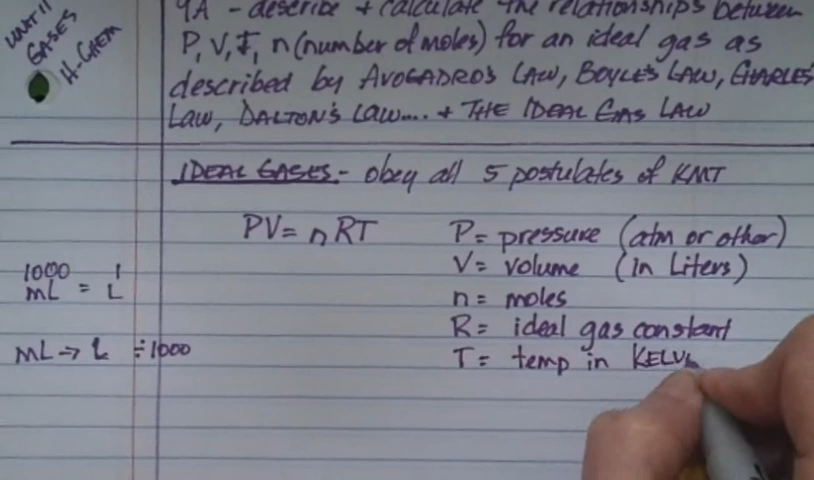 UNIT 11
GASES
H-CHEM
9A - describe + calculate the relationships between
P, V, T, n (number of moles) for an ideal gas as
described by AVOGADRO'S LAW, BOYLE'S LAW, CHARLES'
LAW, DALTON'S LAW.... + THE IDEAL GAS LAW
IDEAL GASES - obey all 5 postulates of KMT
PV = nRT
P = pressure (atm or other)
V = volume (in Liters)
n = moles
R = ideal gas constant
T = temp in KELVI
1000 mL = 1 L
mL → L ÷ 1000